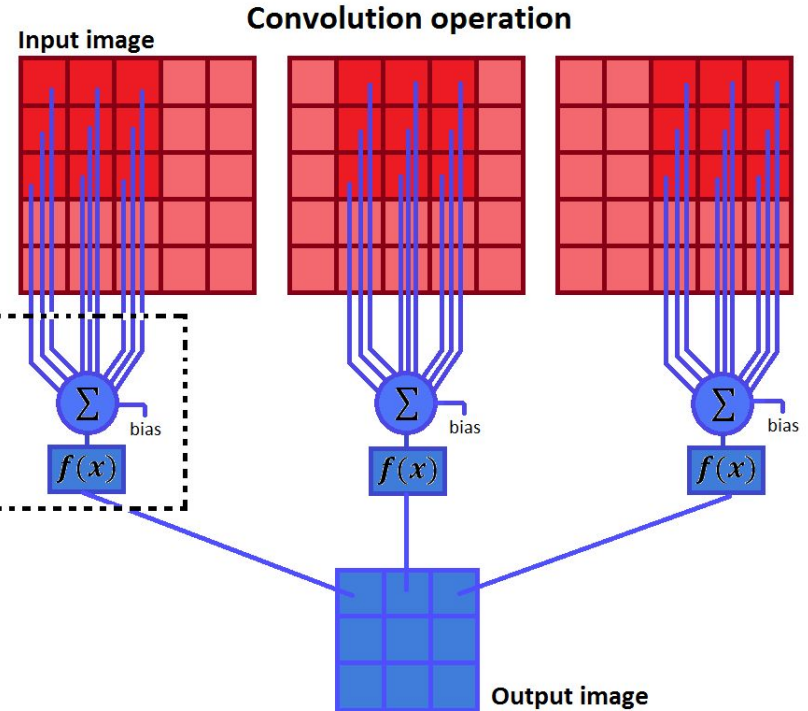 Convolution operation
Input image
Σ
bias
f(x)
Σ
bias
f(x)
Σ
bias
f(x)
Output image